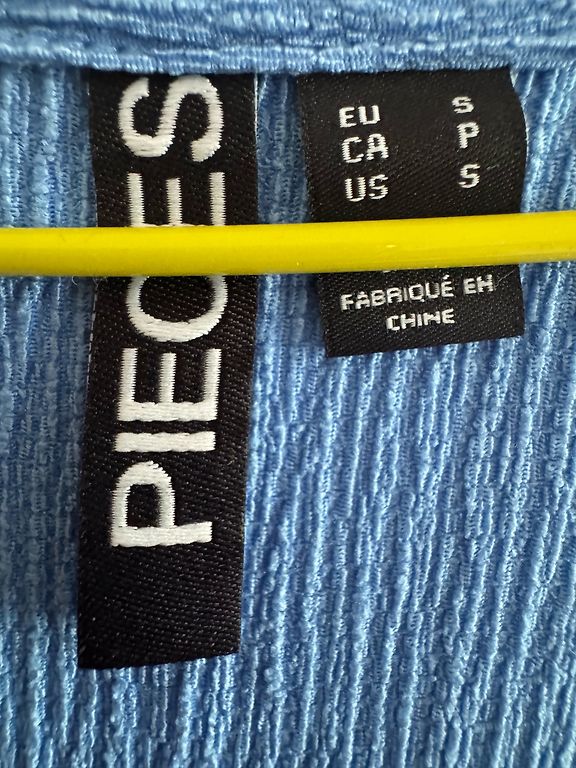 PIECES
EU S
CA P
US S
FABRIQUÉ EN
CHINE